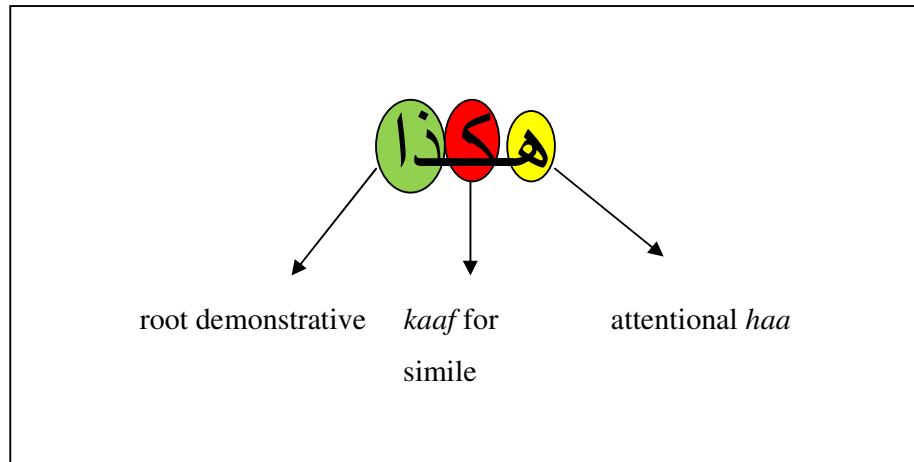 هكذا
root demonstrative kaaf for attentional haa
simile